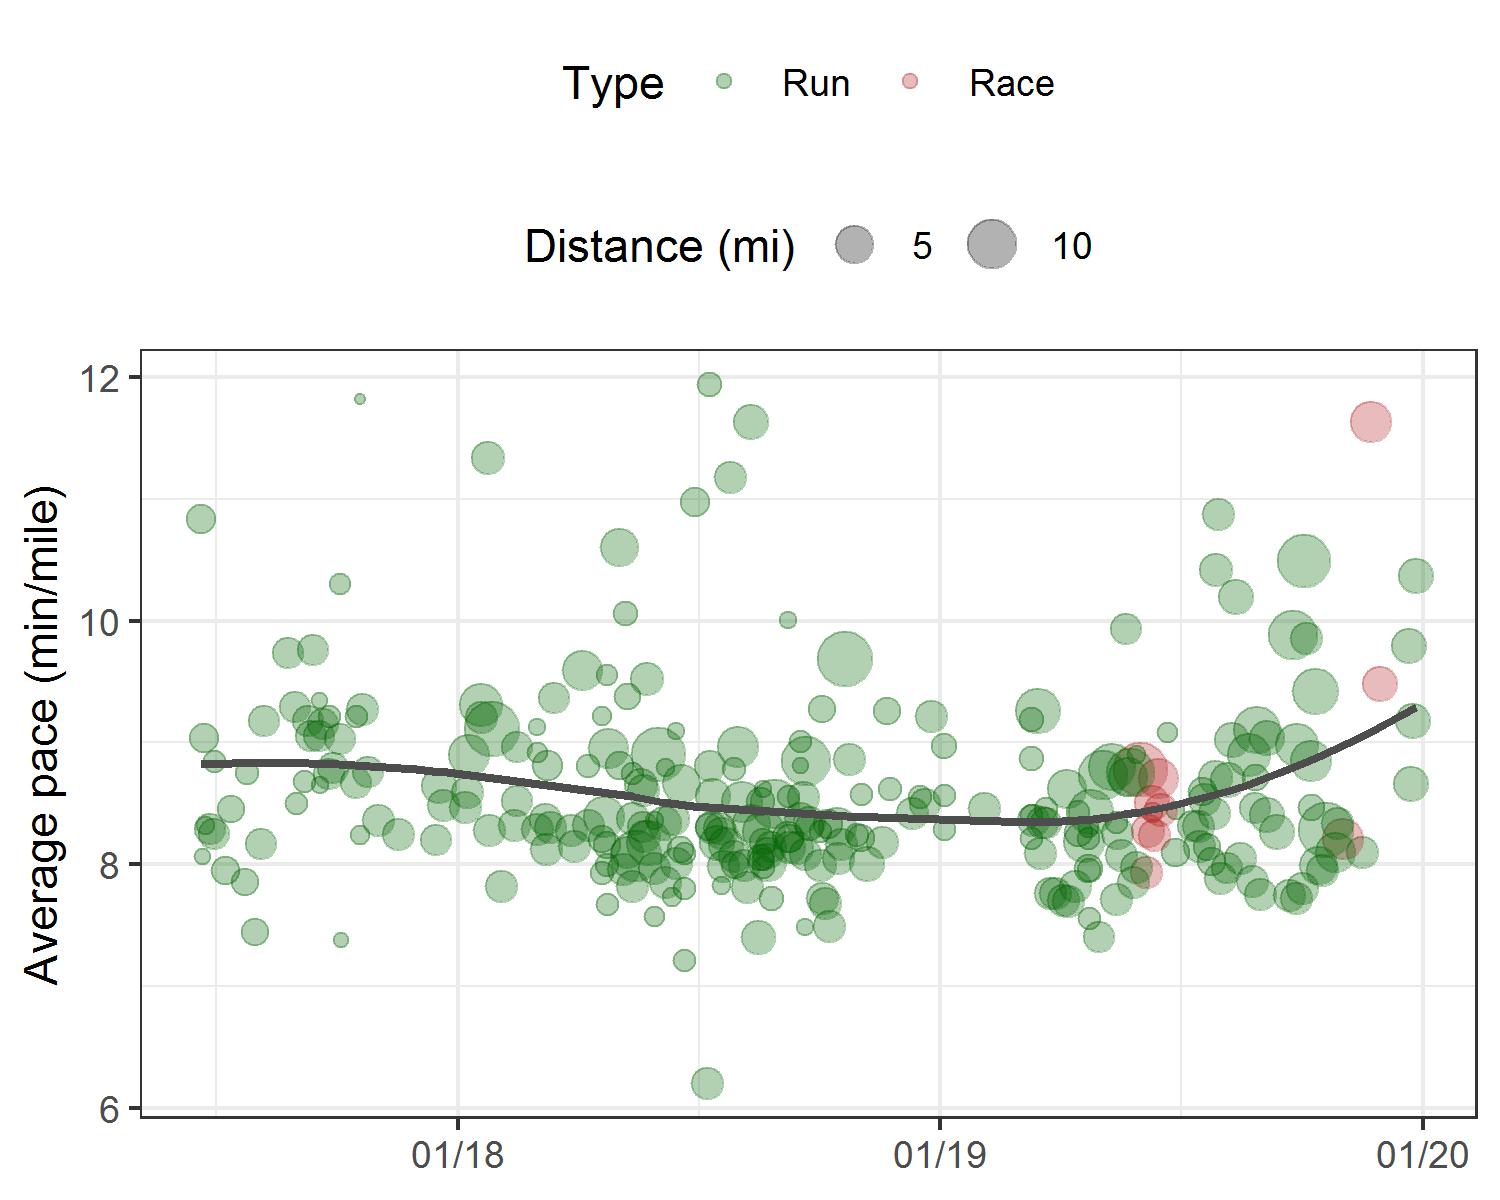 Type Run Race
Distance (mi) 5 10
Average pace (min/mile)
12
10
8
6
01/18 01/19 01/20